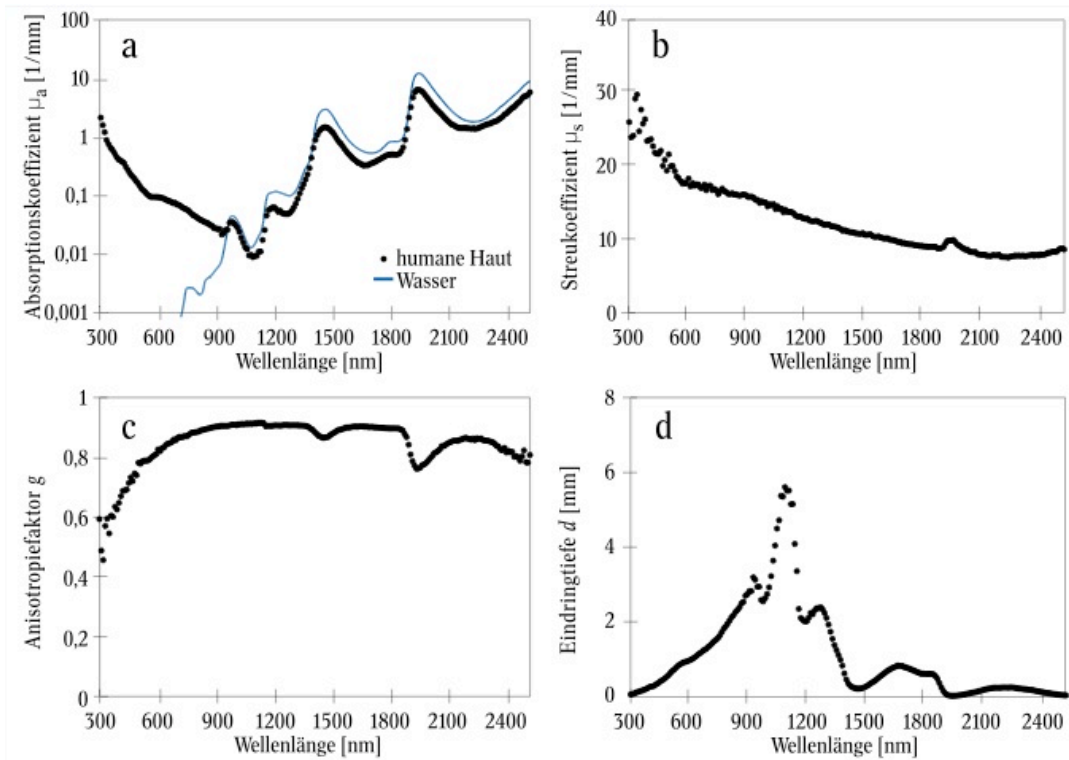 a
Absorptionskoeffizient μa [1/mm]
100
10
1
0,1
0,01
0,001
humane Haut
Wasser
300 600 900 1200 1500 1800 2100 2400
Wellenlänge [nm]
b
Streukoeffizient μs [1/mm]
40
30
20
10
0
300 600 900 1200 1500 1800 2100 2400
Wellenlänge [nm]
c
Anisotropiefaktor g
1
0,8
0,6
0,4
0,2
0
300 600 900 1200 1500 1800 2100 2400
Wellenlänge [nm]
d
Eindringtiefe d [mm]
8
6
4
2
0
300 600 900 1200 1500 1800 2100 2400
Wellenlänge [nm]